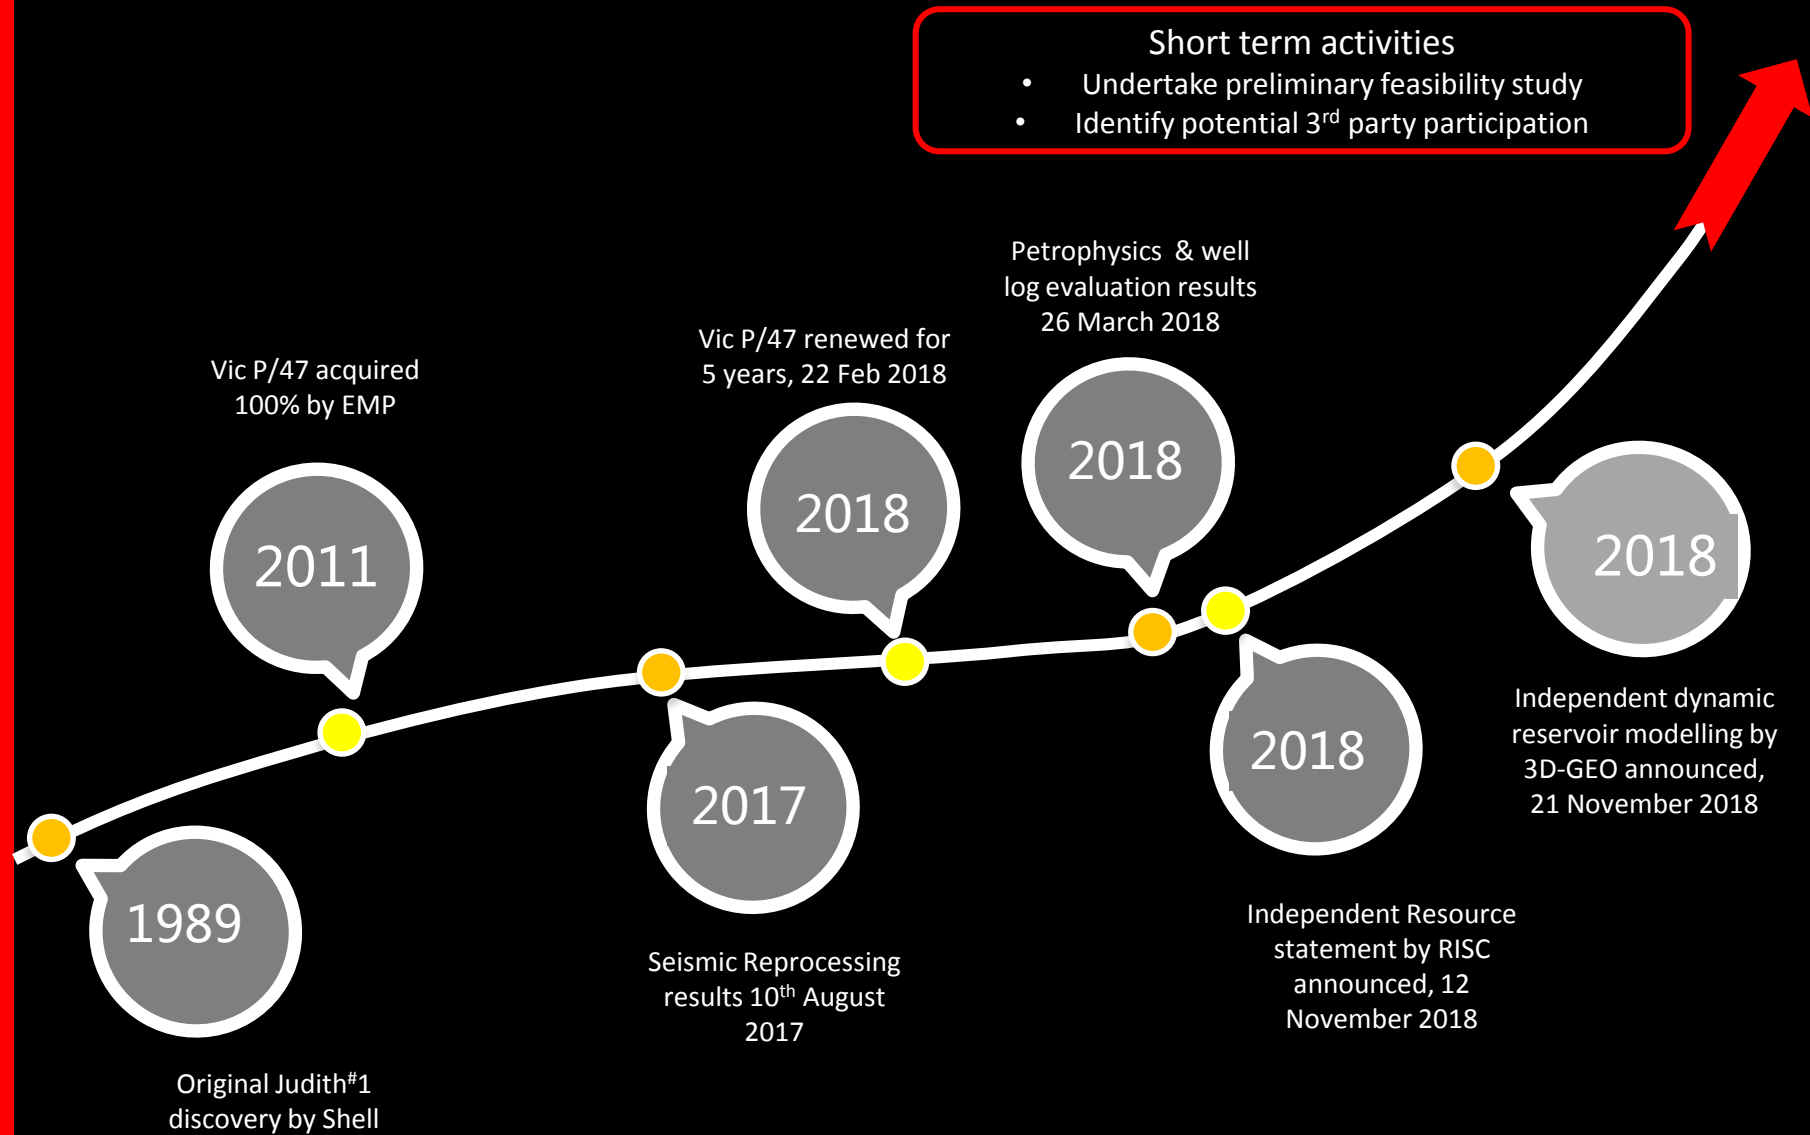 Short term activities
• Undertake preliminary feasibility study
• Identify potential 3rd party participation
Petrophysics & well
log evaluation results
26 March 2018
Vic P/47 renewed for
5 years, 22 Feb 2018
Vic P/47 acquired
100% by EMP
2011
2018
2018
2018
2018
2017
1989
Independent dynamic
reservoir modelling by
3D-GEO announced,
21 November 2018
Independent Resource
statement by RISC
announced, 12
November 2018
Seismic Reprocessing
results 10th August
2017
Original Judith#1
discovery by Shell